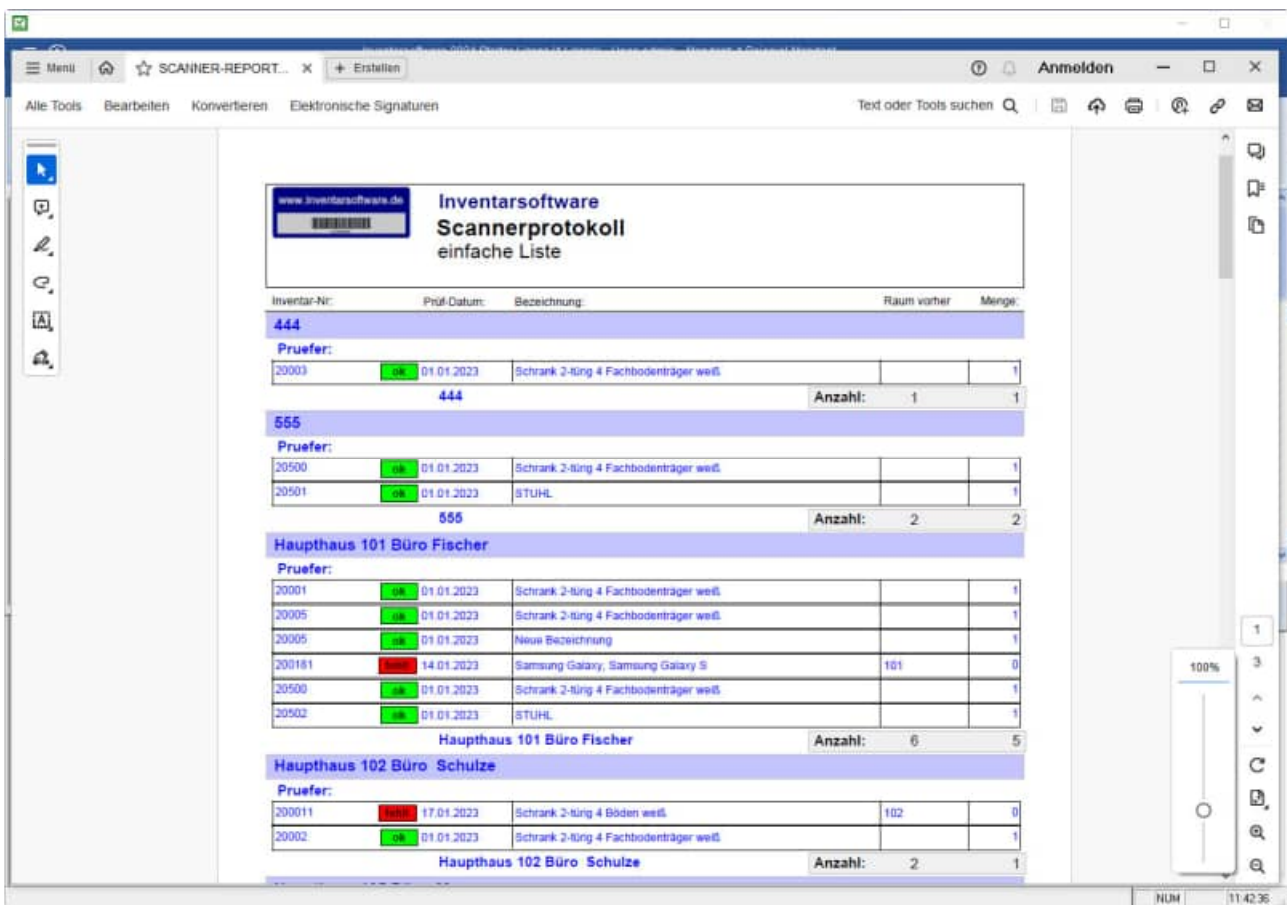 Menü SCANNER-REPORT... × + Erstellen Anmelden
Alle Tools Bearbeiten Konvertieren Elektronische Signaturen Text oder Tools suchen
www.inventarsoftware.de
Inventarsoftware
Scannerprotokoll
einfache Liste
Inventar-Nr: Prüf-Datum: Bezeichnung: Raum vorher Menge:
444
Pruefer:
20003 ok 01.01.2023 Schrank 2-türig 4 Fachbodenträger weiß 1
444 Anzahl: 1 1
555
Pruefer:
20500 ok 01.01.2023 Schrank 2-türig 4 Fachbodenträger weiß 1
20501 ok 01.01.2023 STUHL 1
555 Anzahl: 2 2
Haupthaus 101 Büro Fischer
Pruefer:
20001 ok 01.01.2023 Schrank 2-türig 4 Fachbodenträger weiß 1
20005 ok 01.01.2023 Schrank 2-türig 4 Fachbodenträger weiß 1
20005 ok 01.01.2023 Neue Bezeichnung 1
200181 fehlt 14.01.2023 Samsung Galaxy, Samsung Galaxy S 101 0
20500 ok 01.01.2023 Schrank 2-türig 4 Fachbodenträger weiß 1
20502 ok 01.01.2023 STUHL 1
Haupthaus 101 Büro Fischer Anzahl: 6 5
Haupthaus 102 Büro Schulze
Pruefer:
200011 fehlt 17.01.2023 Schrank 2-türig 4 Böden weiß 102 0
20002 ok 01.01.2023 Schrank 2-türig 4 Fachbodenträger weiß 1
Haupthaus 102 Büro Schulze Anzahl: 2 1
1
100% 3
NUM 11:42:36